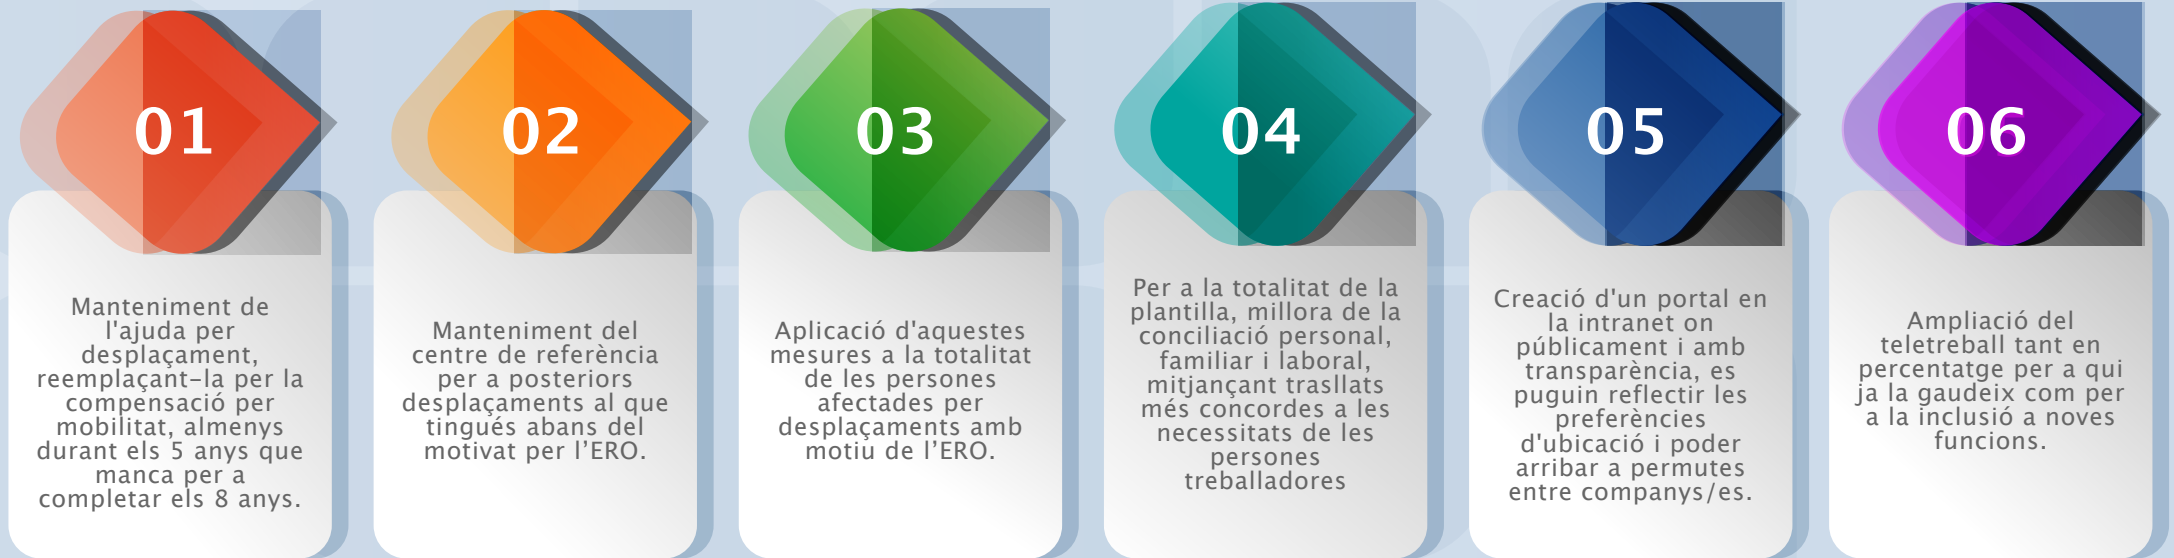 01
Manteniment de
l'ajuda per
desplaçament,
reemplaçant-la per la
compensació per
mobilitat, almenys
durant els 5 anys que
manca per a
completar els 8 anys.
02
Manteniment del
centre de referència
per a posteriors
desplaçaments al que
tingués abans del
motivat per l’ERO.
03
Aplicació d'aquestes
mesures a la totalitat
de les persones
afectades per
desplaçaments amb
motiu de l’ERO.
04
Per a la totalitat de la
plantilla, millora de la
conciliació personal,
familiar i laboral,
mitjançant trasllats
més concordes a les
necessitats de les
persones
treballadores
05
Creació d'un portal en
la intranet on
públicament i amb
transparència, es
puguin reflectir les
preferències
d'ubicació i poder
arribar a permutes
entre companys/es.
06
Ampliació del
teletreball tant en
percentatge per a qui
ja la gaudeix com per
a la inclusió a noves
funcions.